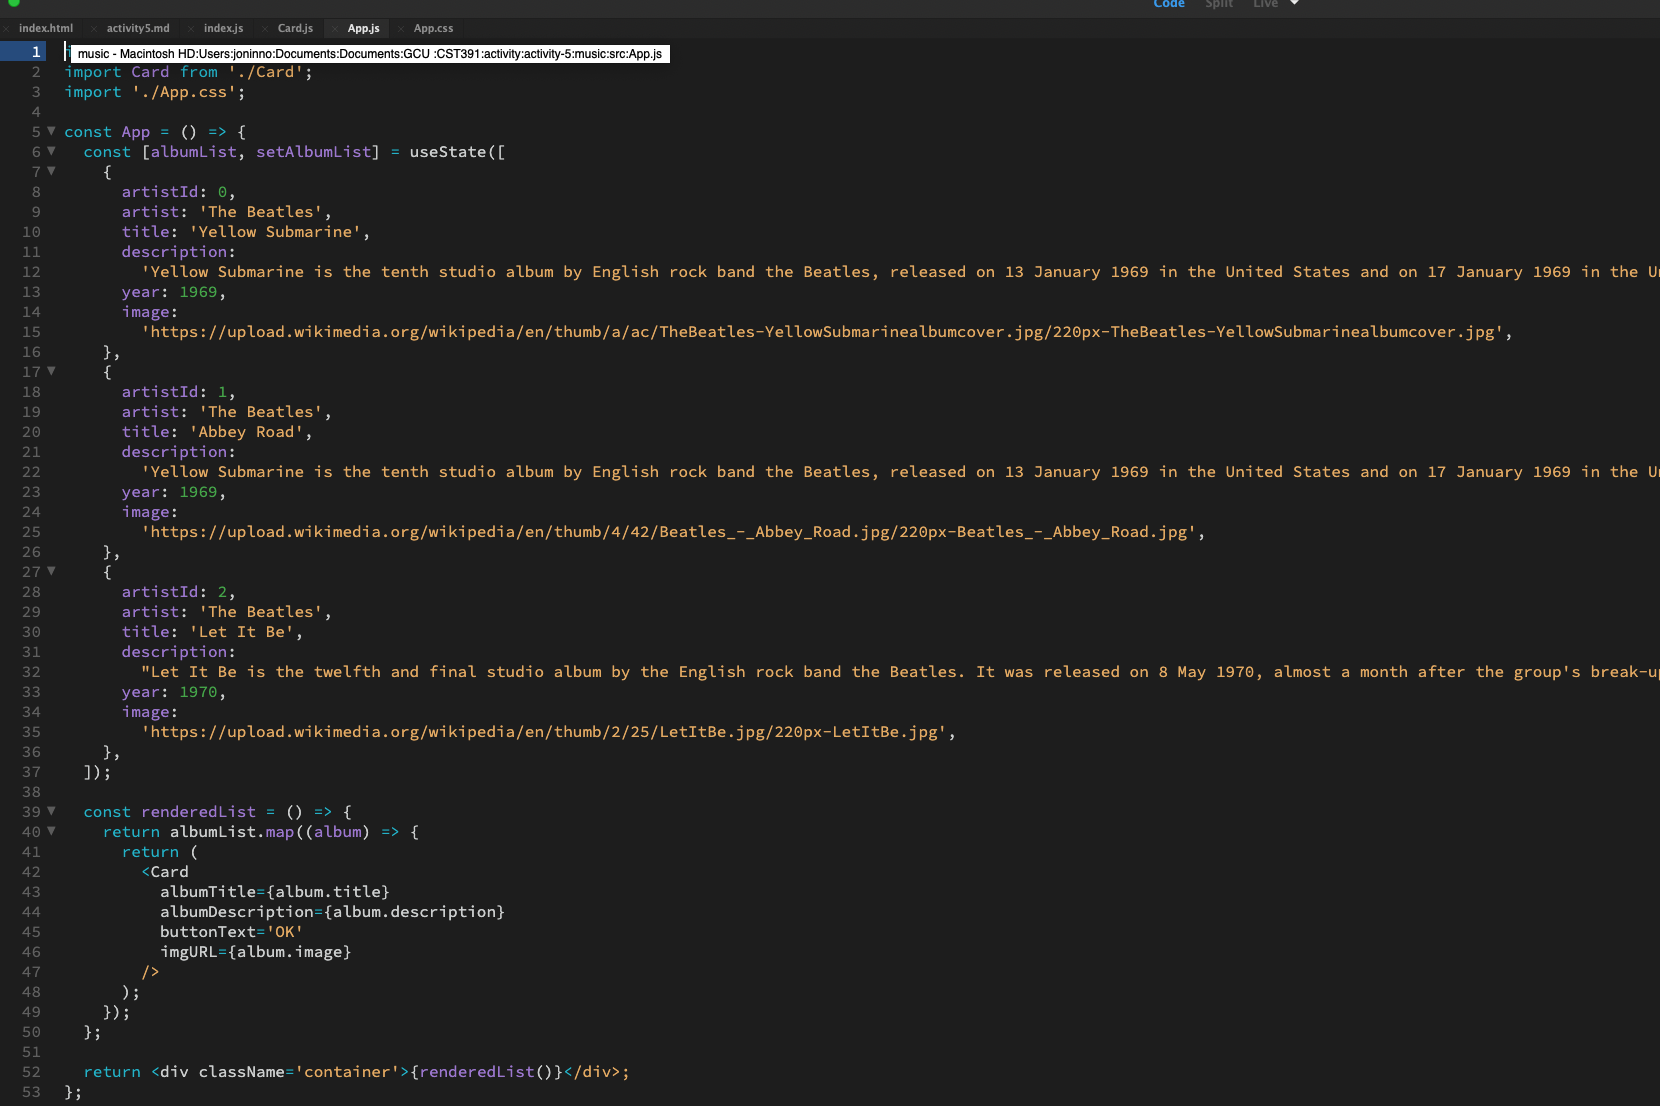 Code Split Live
index.html activity5.md index.js Card.js App.js App.css
music - Macintosh HD:Users:joninno:Documents:Documents:GCU :CST391:activity:activity-5:music:src:App.js
1
2 import Card from './Card';
3 import './App.css';
4
5 const App = () => {
6 const [albumList, setAlbumList] = useState([
7 {
8 artistId: 0,
9 artist: 'The Beatles',
10 title: 'Yellow Submarine',
11 description:
12 'Yellow Submarine is the tenth studio album by English rock band the Beatles, released on 13 January 1969 in the United States and on 17 January 1969 in the
13 year: 1969,
14 image:
15 'https://upload.wikimedia.org/wikipedia/en/thumb/a/ac/TheBeatles-YellowSubmarinealbumcover.jpg/220px-TheBeatles-YellowSubmarinealbumcover.jpg',
16 },
17 {
18 artistId: 1,
19 artist: 'The Beatles',
20 title: 'Abbey Road',
21 description:
22 'Yellow Submarine is the tenth studio album by English rock band the Beatles, released on 13 January 1969 in the United States and on 17 January 1969 in the
23 year: 1969,
24 image:
25 'https://upload.wikimedia.org/wikipedia/en/thumb/4/42/Beatles_-_Abbey_Road.jpg/220px-Beatles_-_Abbey_Road.jpg',
26 },
27 {
28 artistId: 2,
29 artist: 'The Beatles',
30 title: 'Let It Be',
31 description:
32 "Let It Be is the twelfth and final studio album by the English rock band the Beatles. It was released on 8 May 1970, almost a month after the group's
33 year: 1970,
34 image:
35 'https://upload.wikimedia.org/wikipedia/en/thumb/2/25/LetItBe.jpg/220px-LetItBe.jpg',
36 },
37 ]);
38
39 const renderedList = () => {
40 return albumList.map((album) => {
41 return (
42 <Card
43 albumTitle={album.title}
44 albumDescription={album.description}
45 buttonText='OK'
46 imgURL={album.image}
47 />
48 );
49 });
50 };
51
52 return <div className='container'>{renderedList()}</div>;
53 };